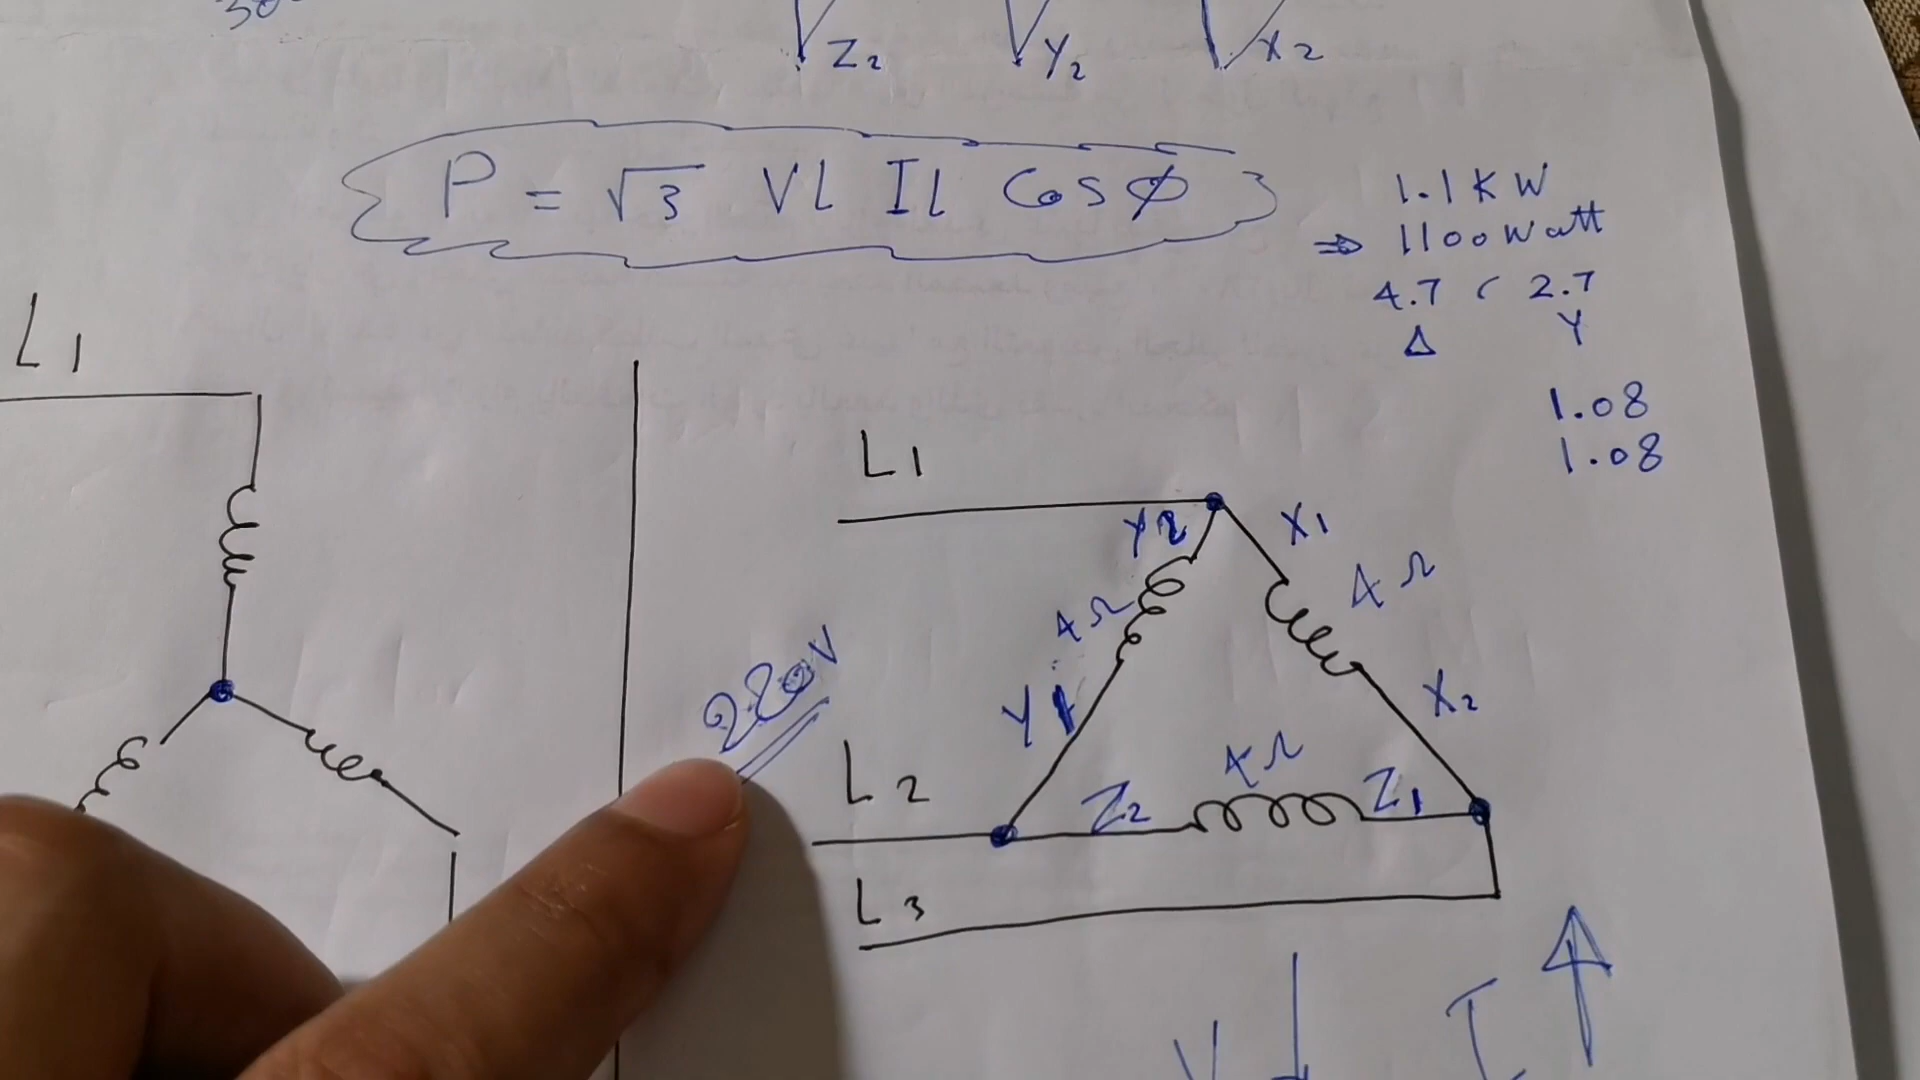 Z2 Y2 X2
P = √3 Vl Il Cos ϕ
1.1 KW
⇒ 1100 Watt
4.7 ( 2.7
Δ Y
1.08
1.08
L1
L1
Y2 X1
4Ω 4Ω
220V
Y1 X2
L2
4Ω
Z2 Z1
L3
V I